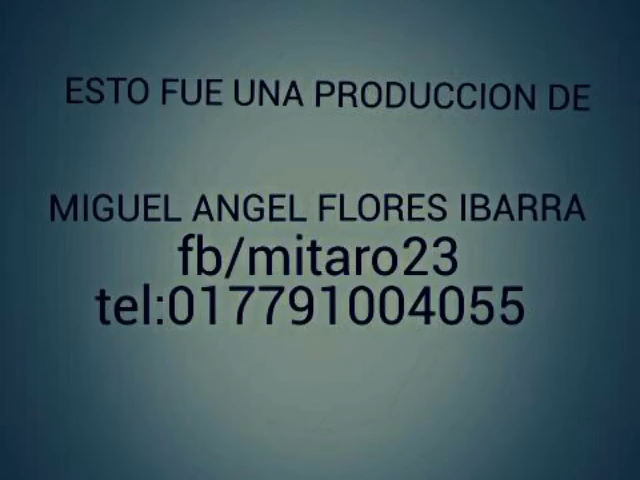 ESTO FUE UNA PRODUCCION DE
MIGUEL ANGEL FLORES IBARRA
fb/mitaro23
tel:017791004055